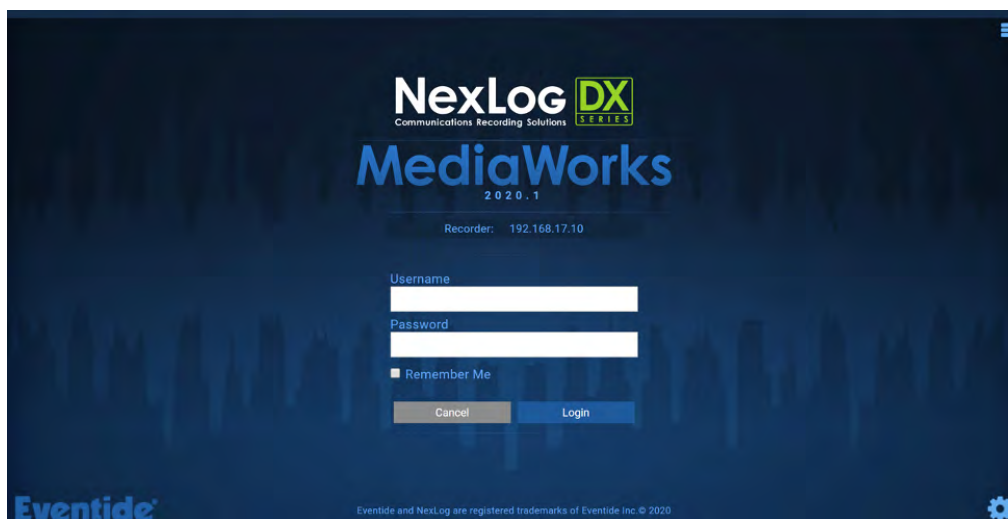 NexLog DX
Communications Recording Solutions SERIES
MediaWorks
2020.1
Recorder: 192.168.17.10
Username
Password
Remember Me
Cancel Login
Eventide®
Eventide and NexLog are registered trademarks of Eventide Inc.© 2020